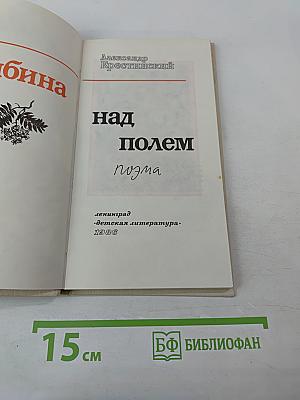 бина
Александр
Крестинский
над
полем
поэма
ленинград
«детская литература»
1986
15 см
БФ БИБЛИОФАН